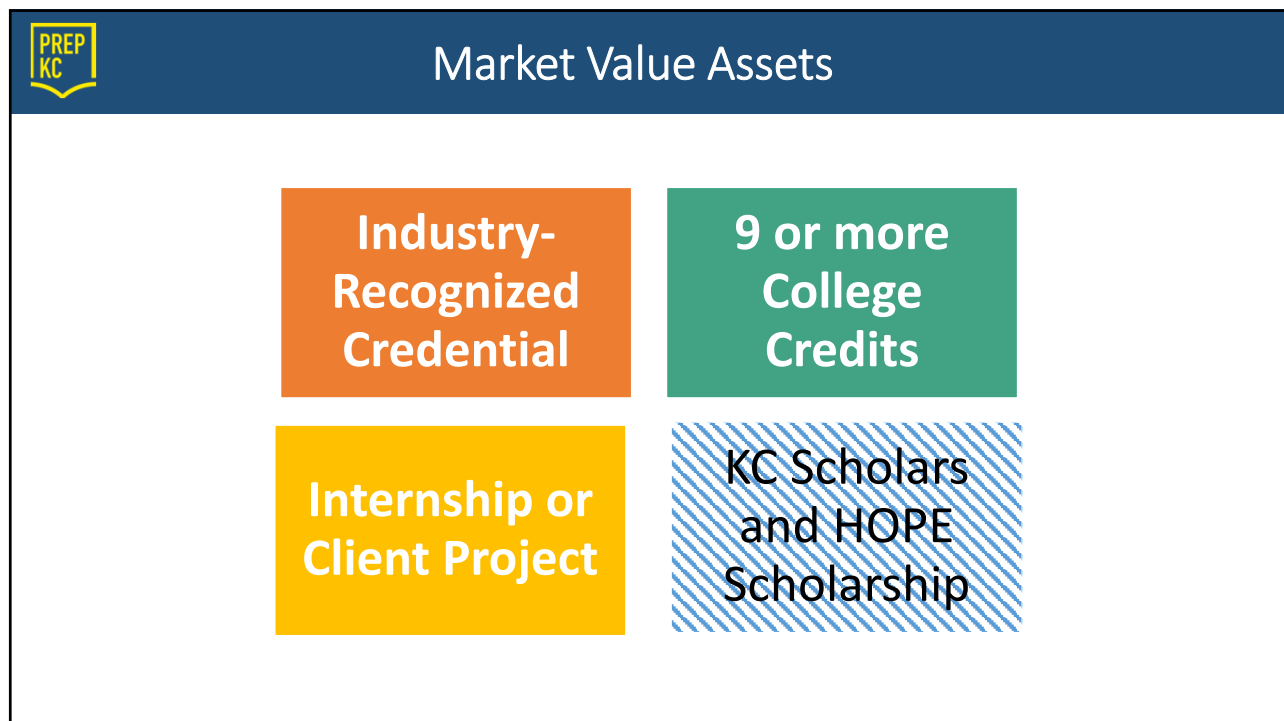 PREP
KC
Market Value Assets
Industry-
Recognized
Credential
9 or more
College
Credits
Internship or
Client Project
KC Scholars
and HOPE
Scholarship